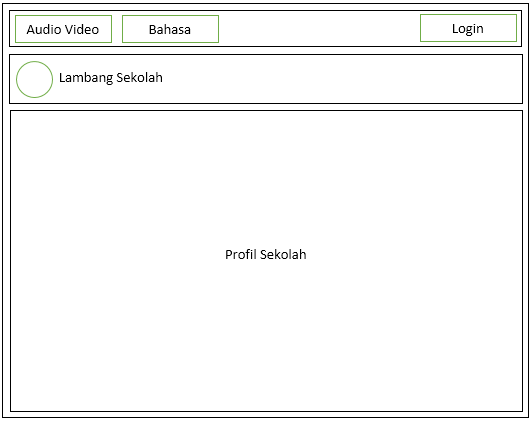 Audio Video
Bahasa
Login
Lambang Sekolah
Profil Sekolah